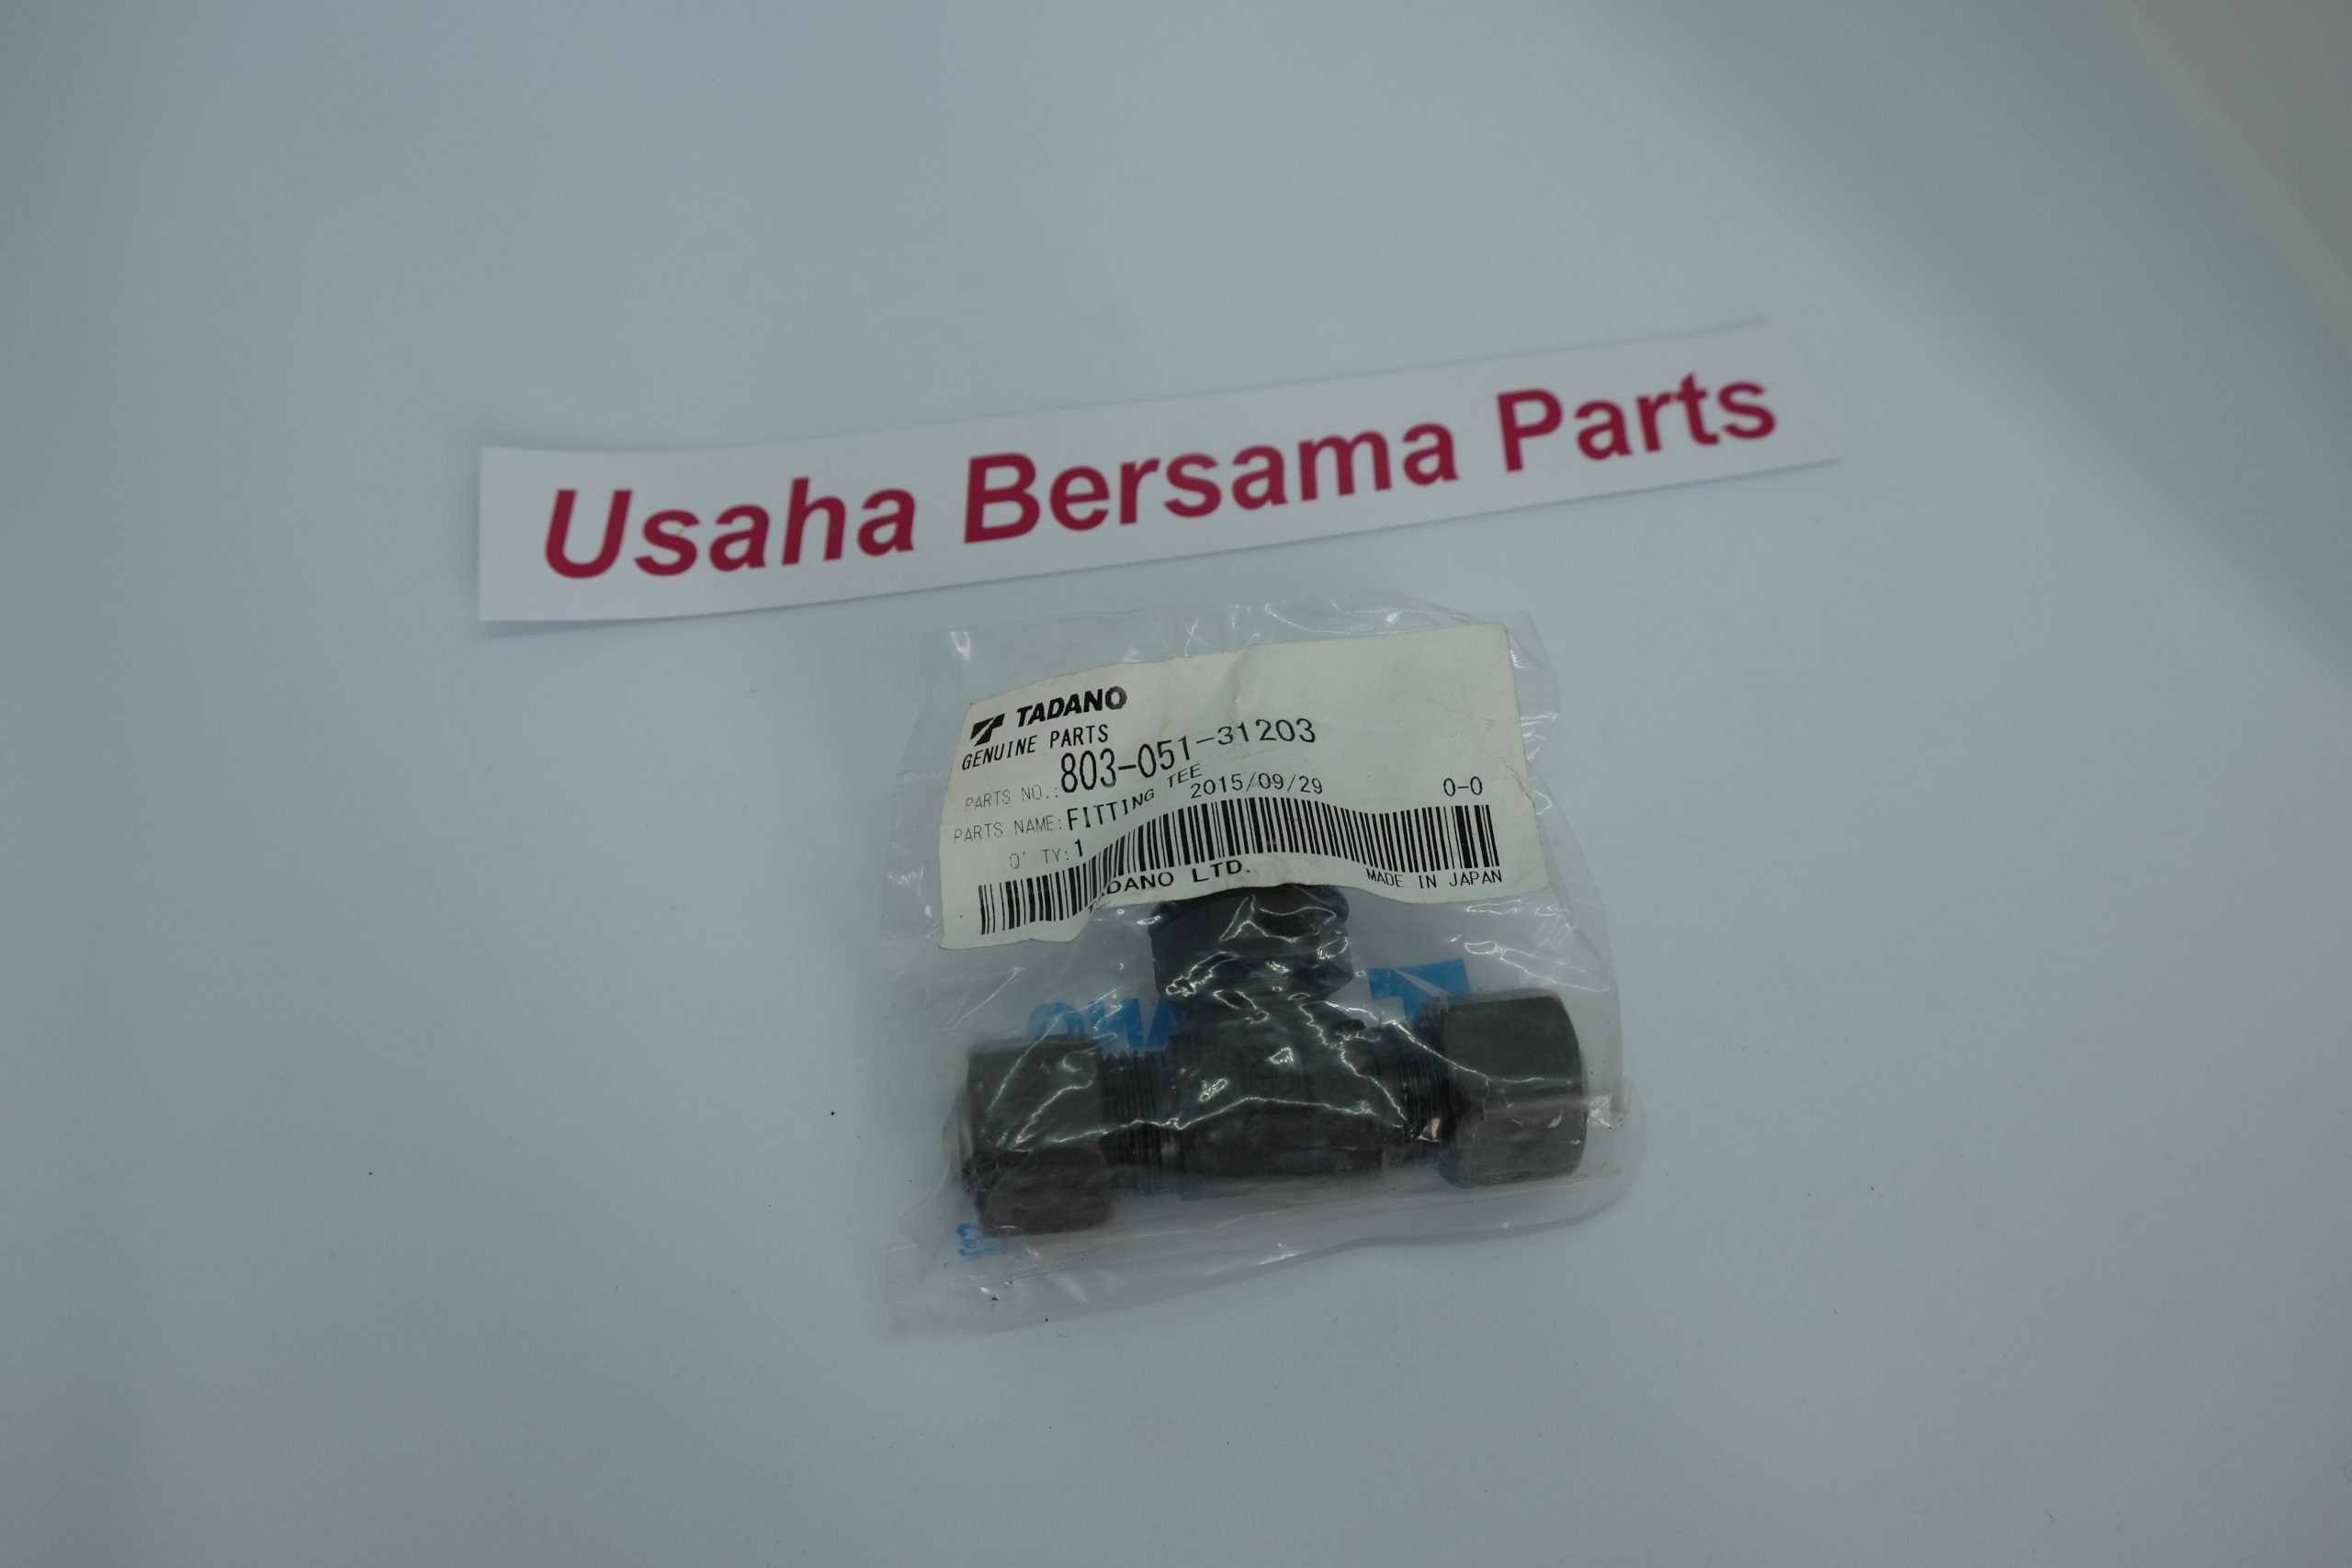 Usaha Bersama Parts
TADANO
GENUINE PARTS
PARTS NO.:803-051-31203
PARTS NAME:FITTING TEE
2015/09/29 0-0
Q'TY:1
DANO LTD. MADE IN JAPAN